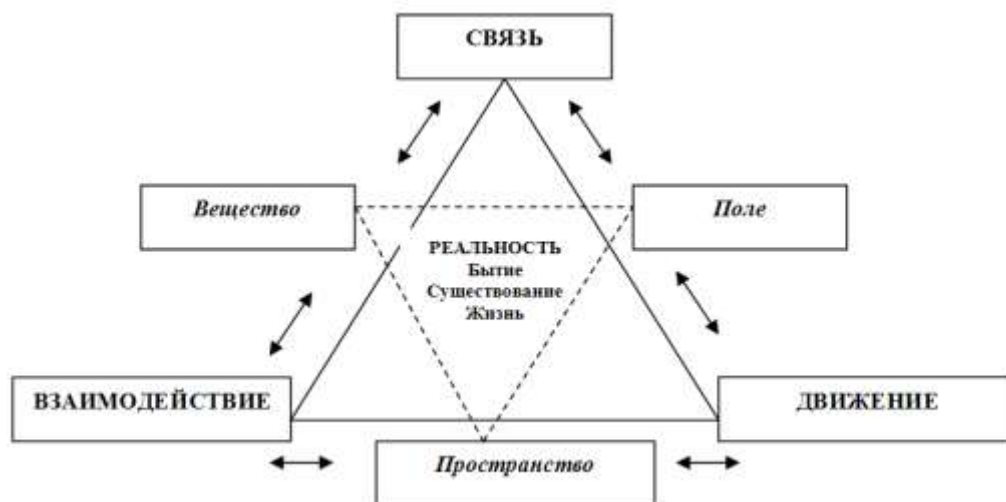 СВЯЗЬ
Вещество
Поле
РЕАЛЬНОСТЬ
Бытие
Существование
Жизнь
ВЗАИМОДЕЙСТВИЕ
ДВИЖЕНИЕ
Пространство